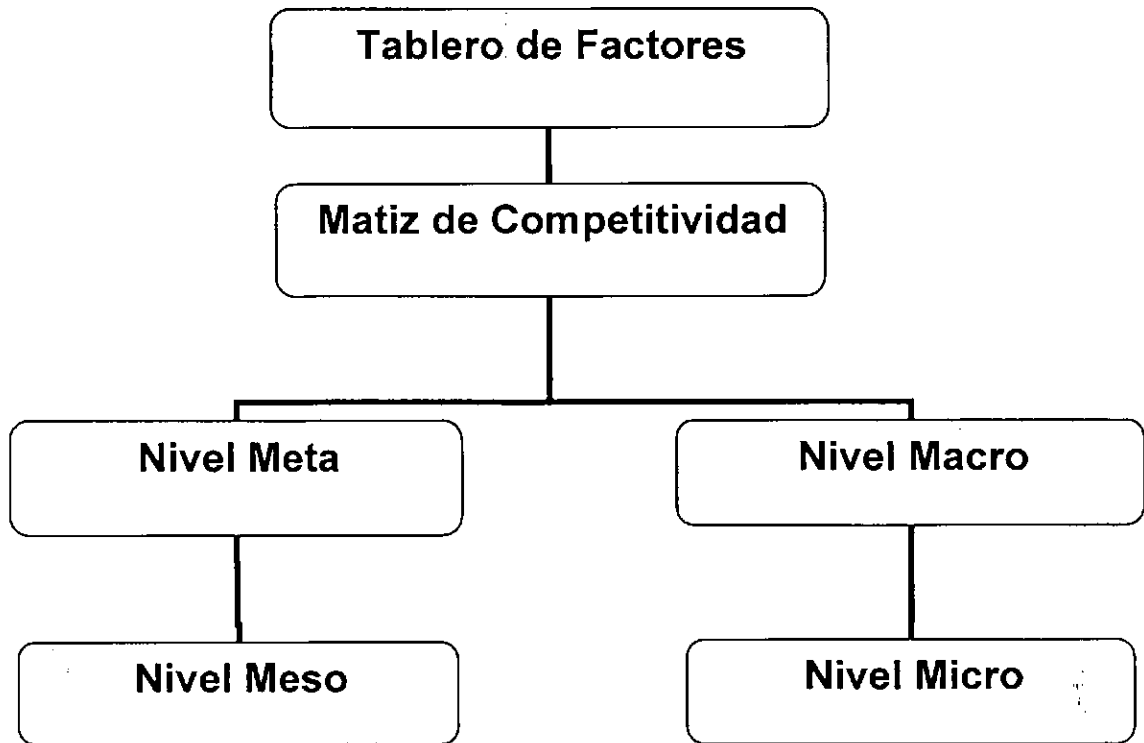 Tablero de Factores
Matiz de Competitividad
Nivel Meta
Nivel Macro
Nivel Meso
Nivel Micro